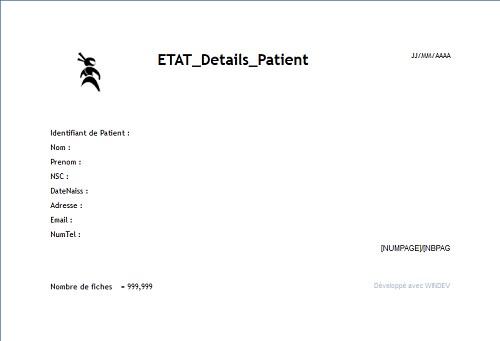 ETAT_Details_Patient
JJ/MM/AAAA
Identifiant de Patient :
Nom :
Prenom :
NSC :
DateNaiss :
Adresse :
Email :
NumTel :
[NUMPAGE]/[NBPAG
Nombre de fiches = 999,999
Développé avec WINDEV